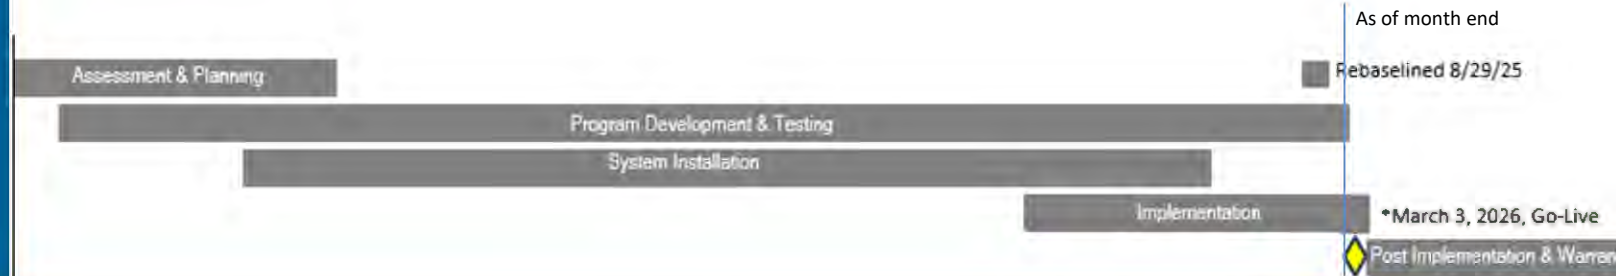 As of month end
Assessment & Planning
Rebaselined 8/29/25
Program Development & Testing
System Installation
Implementation
*March 3, 2026, Go-Live
Post Implementation & Warran